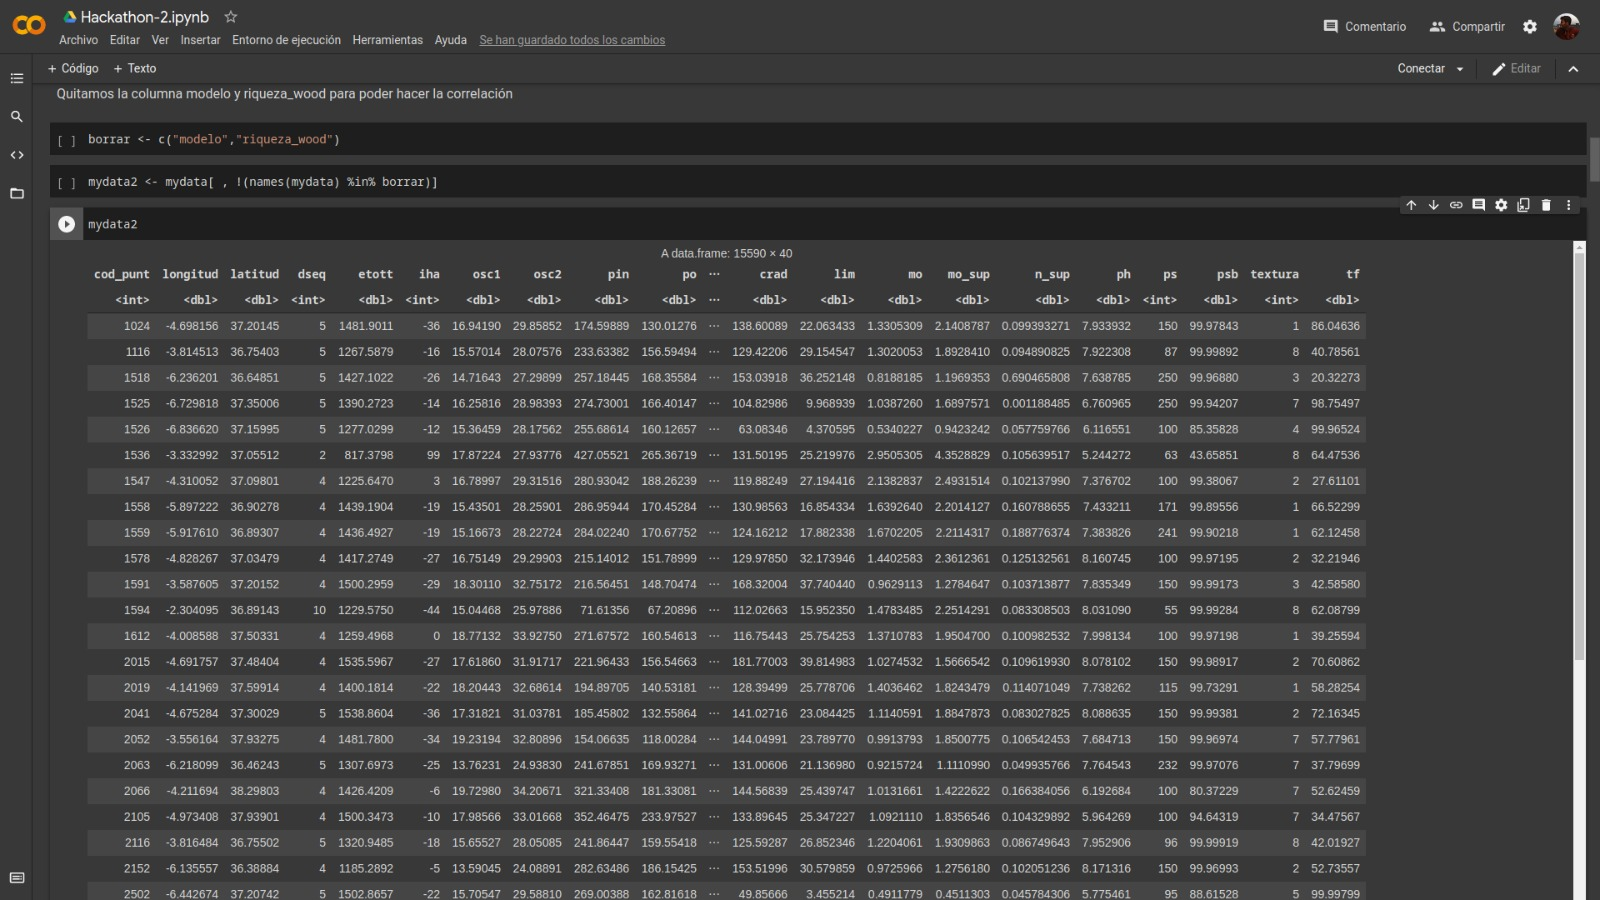 Hackathon-2.ipynb
Archivo Editar Ver Insertar Entorno de ejecución Herramientas Ayuda Se han guardado todos los cambios
Comentario Compartir
+ Código + Texto
Conectar Editar
Quitamos la columna modelo y riqueza_wood para poder hacer la correlación
[ ] borrar <- c("modelo","riqueza_wood")
[ ] mydata2 <- mydata[ , !(names(mydata) %in% borrar)]
mydata2
A data.frame: 15590 × 40
cod_punt longitud latitud dseq etott iha osc1 osc2 pin po ⋯ crad lim mo mo_sup n_sup ph ps psb textura tf
<int> <dbl> <dbl> <int> <dbl> <int> <dbl> <dbl> <dbl> <dbl> ⋯ <dbl> <dbl> <dbl> <dbl> <dbl> <dbl> <int> <dbl> <int> <dbl>
1024 -4.698156 37.20145 5 1481.9011 -36 16.94190 29.85852 174.59889 130.01276 ⋯ 138.60089 22.063433 1.3305309 2.1408787 0.099393271 7.933932 150 99.97843 1 86.04636
1116 -3.814513 36.75403 5 1267.5879 -16 15.57014 28.07576 233.63382 156.59494 ⋯ 129.42206 29.154547 1.3020053 1.8928410 0.094890825 7.922308 87 99.99892 8 40.78561
1518 -6.236201 36.64851 5 1427.1022 -26 14.71643 27.29899 257.18445 168.35584 ⋯ 153.03918 36.252148 0.8188185 1.1969353 0.690465808 7.638785 250 99.96880 3 20.32273
1525 -6.729818 37.35006 5 1390.2723 -14 16.25816 28.98393 274.73001 166.40147 ⋯ 104.82986 9.968939 1.0387260 1.6897571 0.001188485 6.760965 250 99.94207 7 98.75497
1526 -6.836620 37.15995 5 1277.0299 -12 15.36459 28.17562 255.68614 160.12657 ⋯ 63.08346 4.370595 0.5340227 0.9423242 0.057759766 6.116551 100 85.35828 4 99.96524
1536 -3.332992 37.05512 2 817.3798 99 17.87224 27.93776 427.05521 265.36719 ⋯ 131.50195 25.219976 2.9505305 4.3528829 0.105639517 5.244272 63 43.65851 8 64.47536
1547 -4.310052 37.09801 4 1225.6470 3 16.78997 29.31516 280.93042 188.26239 ⋯ 119.88249 27.194416 2.1382837 2.4931514 0.102137990 7.376702 100 99.38067 2 27.61101
1558 -5.897222 36.90278 4 1439.1904 -19 15.43501 28.25901 286.95944 170.45284 ⋯ 130.98563 16.854334 1.6392640 2.2014127 0.160788655 7.433211 171 99.89556 1 66.52299
1559 -5.917610 36.89307 4 1436.4927 -19 15.16673 28.22724 284.02240 170.67752 ⋯ 124.16212 17.882338 1.6702205 2.2114317 0.188776374 7.383826 241 99.90218 1 62.12458
1578 -4.828267 37.03479 4 1417.2749 -27 16.75149 29.29903 215.14012 151.78999 ⋯ 129.97850 32.173946 1.4402583 2.3612361 0.125132561 8.160745 100 99.97195 2 32.21946
1591 -3.587605 37.20152 4 1500.2959 -29 18.30110 32.75172 216.56451 148.70474 ⋯ 168.32004 37.740440 0.9629113 1.2784647 0.103713877 7.835349 150 99.99173 3 42.58580
1594 -2.304095 36.89143 10 1229.5750 -44 15.04468 25.97886 71.61356 67.20896 ⋯ 112.02663 15.952350 1.4783485 2.2514291 0.083308503 8.031090 55 99.99284 8 62.08799
1612 -4.008588 37.50331 4 1259.4968 0 18.77132 33.92750 271.67572 160.54613 ⋯ 116.75443 25.754253 1.3710783 1.9504700 0.100982532 7.998134 100 99.97198 1 39.25594
2015 -4.691757 37.48404 4 1535.5967 -27 17.61860 31.91717 221.96433 156.54663 ⋯ 181.77003 39.814983 1.0274532 1.5666542 0.109619930 8.078102 150 99.98917 2 70.60862
2019 -4.141969 37.59914 4 1400.1814 -22 18.20443 32.68614 194.89705 140.53181 ⋯ 128.39499 25.778706 1.4036462 1.8243479 0.114071049 7.738262 115 99.73291 1 58.28254
2041 -4.675284 37.30029 5 1538.8604 -36 17.31821 31.03781 185.45802 132.55864 ⋯ 141.02716 23.084425 1.1140591 1.8847873 0.083027825 8.088635 150 99.99381 2 72.16345
2052 -3.556164 37.93275 4 1481.7800 -34 19.23194 32.80896 154.06635 118.00284 ⋯ 144.04991 23.789770 0.9913793 1.8500775 0.106542453 7.684713 150 99.96974 7 57.77961
2063 -6.218099 36.46243 5 1307.6973 -25 13.76231 24.93830 241.67851 169.93271 ⋯ 131.00606 21.136980 0.9215724 1.1110990 0.049935766 7.764543 232 99.97076 7 37.79699
2066 -4.211694 38.29803 4 1426.4209 -6 19.72980 34.20671 321.33408 181.33081 ⋯ 144.56839 25.439747 1.0131661 1.4222622 0.166384056 6.192684 100 80.37229 7 52.62459
2105 -4.973408 37.93901 4 1500.3473 -10 17.98566 33.01668 352.46475 233.97527 ⋯ 133.89645 25.347227 1.0921110 1.8356546 0.104329892 5.964269 100 94.64319 7 34.47567
2116 -3.816484 36.75502 5 1320.9485 -18 15.65527 28.05085 241.86447 159.55418 ⋯ 125.59287 26.852346 1.2204061 1.9309863 0.086749643 7.952906 96 99.99919 8 42.01927
2152 -6.135557 36.38884 4 1185.2892 -5 13.59045 24.08891 282.63486 186.15425 ⋯ 153.51996 30.579859 0.9725966 1.2756180 0.102051236 8.171316 150 99.96993 2 52.73557
2502 -6.442674 37.20742 5 1502.8657 -22 15.70547 29.58810 269.00388 162.81618 ⋯ 49.85666 3.455214 0.4911779 0.4511303 0.045784306 5.775461 95 88.61528 5 99.99799